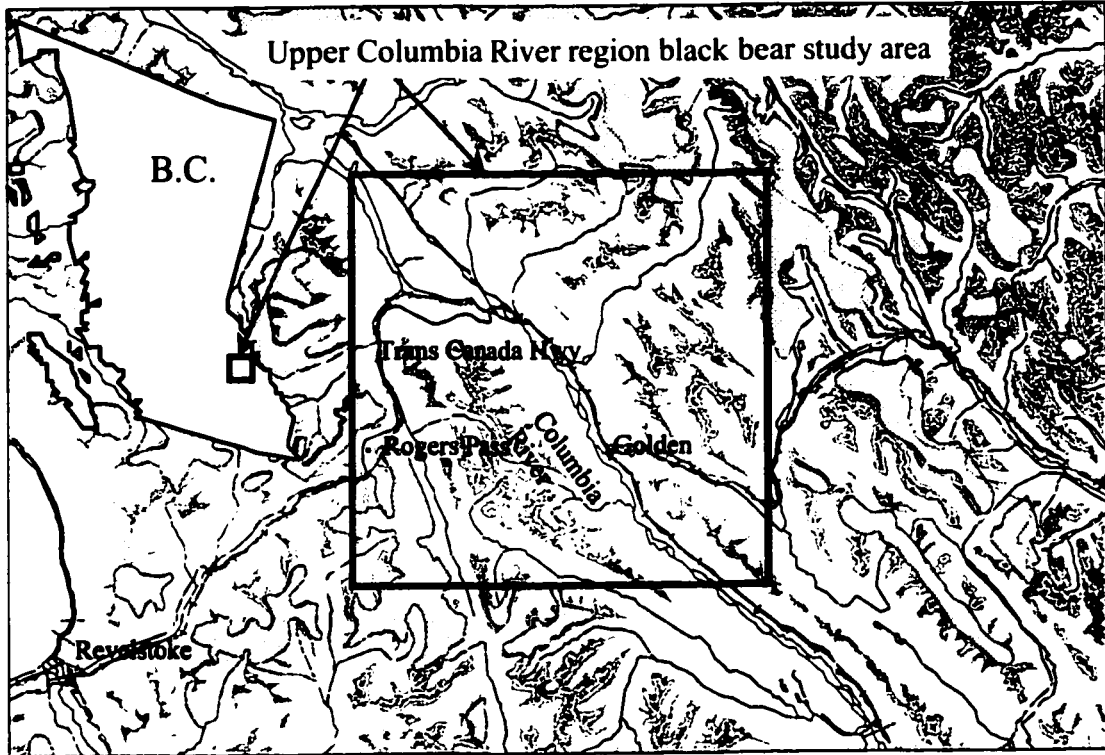 Upper Columbia River region black bear study area
B.C.
Trans Canada Hwy
Rogers Pass
Columbia
River
Golden
Revelstoke